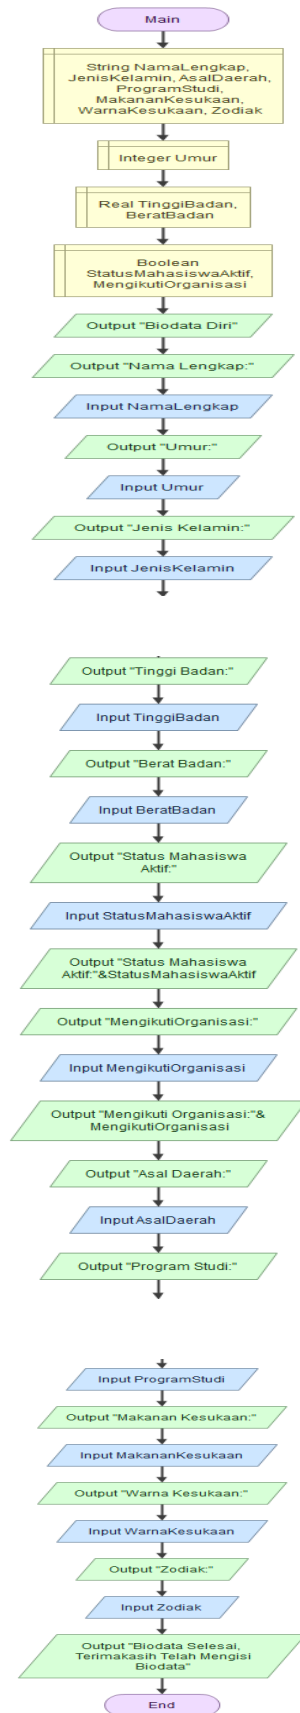 Main
String NamaLengkap,
JenisKelamin, AsalDaerah,
ProgramStudi,
MakananKesukaan,
WarnaKesukaan, Zodiak
Integer Umur
Real TinggiBadan,
BeratBadan
Boolean
StatusMahasiswaAktif,
MengikutiOrganisasi
Output "Biodata Diri"
Output "Nama Lengkap:"
Input NamaLengkap
Output "Umur:"
Input Umur
Output "Jenis Kelamin:"
Input JenisKelamin
Output "Tinggi Badan:"
Input TinggiBadan
Output "Berat Badan:"
Input BeratBadan
Output "Status Mahasiswa
Aktif:"
Input StatusMahasiswaAktif
Output "Status Mahasiswa
Aktif:"&StatusMahasiswaAktif
Output "MengikutiOrganisasi:"
Input MengikutiOrganisasi
Output "Mengikuti Organisasi:"&
MengikutiOrganisasi
Output "Asal Daerah:"
Input AsalDaerah
Output "Program Studi:"
Input ProgramStudi
Output "Makanan Kesukaan:"
Input MakananKesukaan
Output "Warna Kesukaan:"
Input WarnaKesukaan
Output "Zodiak:"
Input Zodiak
Output "Biodata Selesai,
Terimakasih Telah Mengisi
Biodata"
End